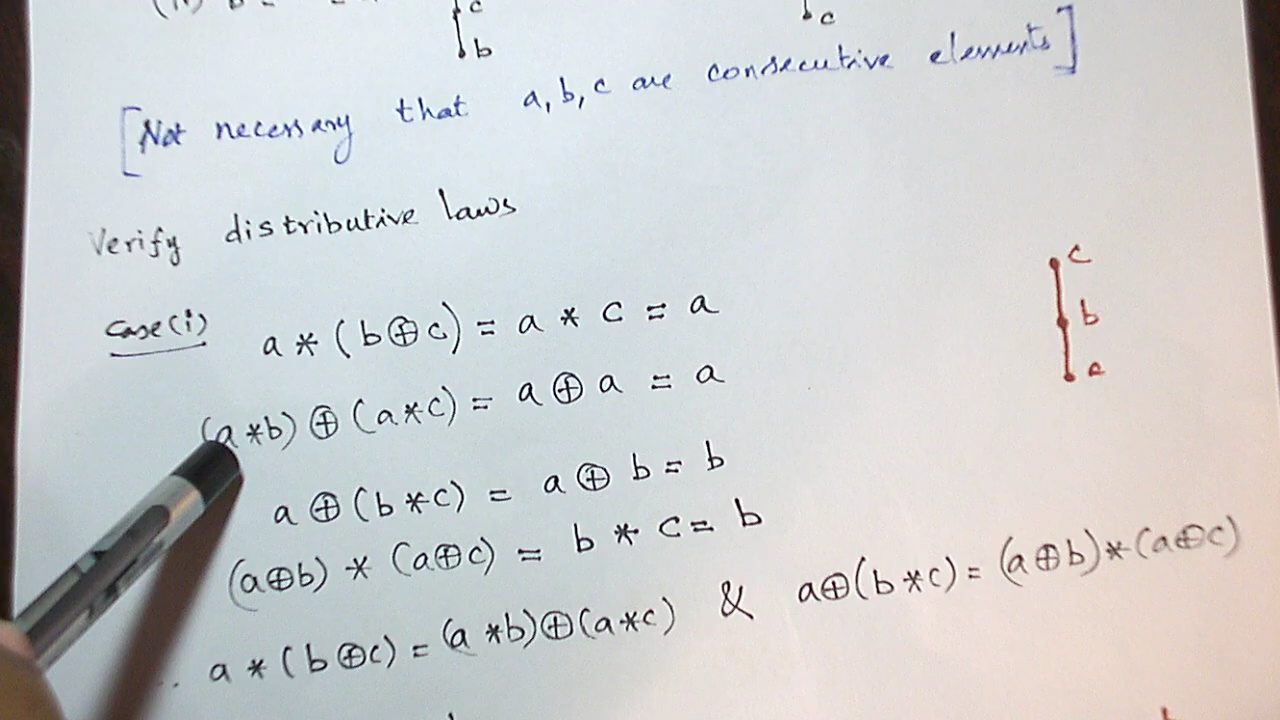 c
c
b
[Not necessary that a, b, c are consecutive elements]
Verify distributive laws
c
b
a
Case(i) a * (b ⊕ c) = a * c = a
(a * b) ⊕ (a * c) = a ⊕ a = a
a ⊕ (b * c) = a ⊕ b = b
(a ⊕ b) * (a ⊕ c) = b * c = b
a * (b ⊕ c) = (a * b) ⊕ (a * c) & a ⊕ (b * c) = (a ⊕ b) * (a ⊕ c)